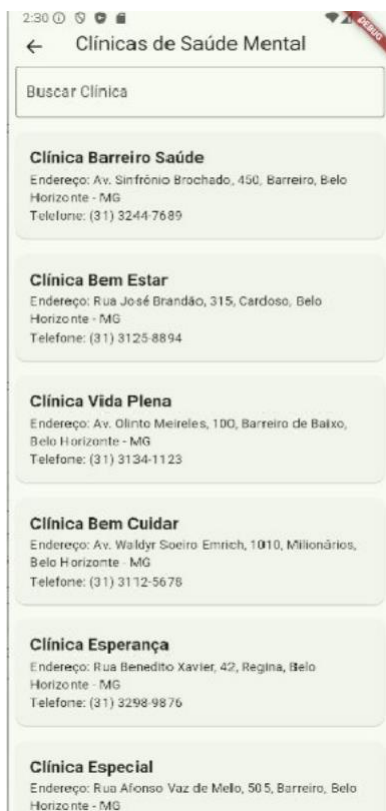 2:30
DEBUG
Clínicas de Saúde Mental
Buscar Clínica
Clínica Barreiro Saúde
Endereço: Av. Sinfrônio Brochado, 450, Barreiro, Belo
Horizonte - MG
Telefone: (31) 3244-7689
Clínica Bem Estar
Endereço: Rua José Brandão, 315, Cardoso, Belo
Horizonte - MG
Telefone: (31) 3125-8894
Clínica Vida Plena
Endereço: Av. Olinto Meireles, 100, Barreiro de Baixo,
Belo Horizonte - MG
Telefone: (31) 3134-1123
Clínica Bem Cuidar
Endereço: Av. Waldyr Soeiro Emrich, 1010, Milionários,
Belo Horizonte - MG
Telefone: (31) 3112-5678
Clínica Esperança
Endereço: Rua Benedito Xavier, 42, Regina, Belo
Horizonte - MG
Telefone: (31) 3298-9876
Clínica Especial
Endereço: Rua Afonso Vaz de Melo, 505, Barreiro, Belo
Horizonte - MG